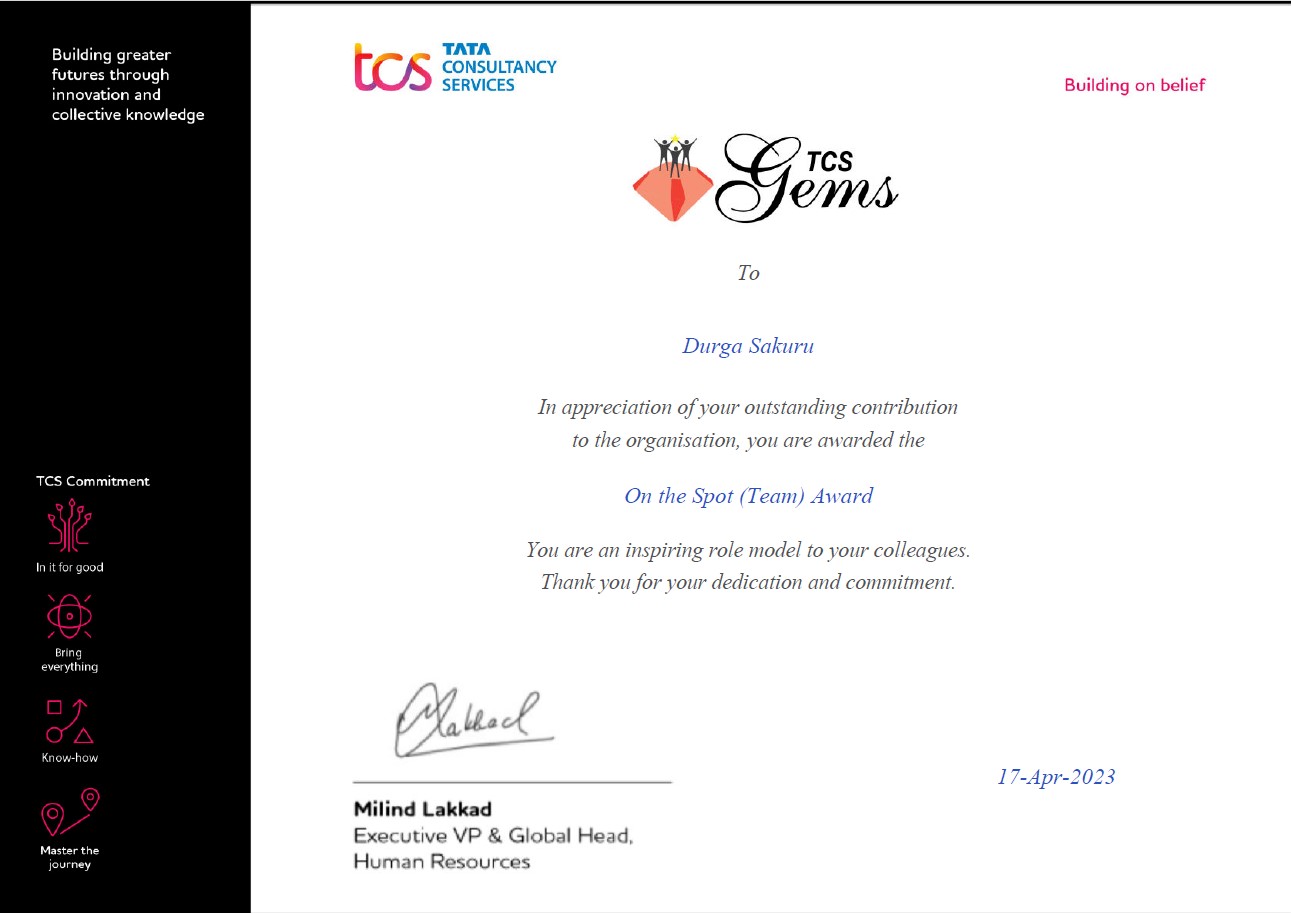 Building greater
futures through
innovation and
collective knowledge
tcs TATA
CONSULTANCY
SERVICES
Building on belief
TCS
Gems
To
Durga Sakuru
In appreciation of your outstanding contribution
to the organisation, you are awarded the
On the Spot (Team) Award
You are an inspiring role model to your colleagues.
Thank you for your dedication and commitment.
TCS Commitment
In it for good
Bring
everything
Know-how
Master the
journey
Lakkad
17-Apr-2023
Milind Lakkad
Executive VP & Global Head,
Human Resources